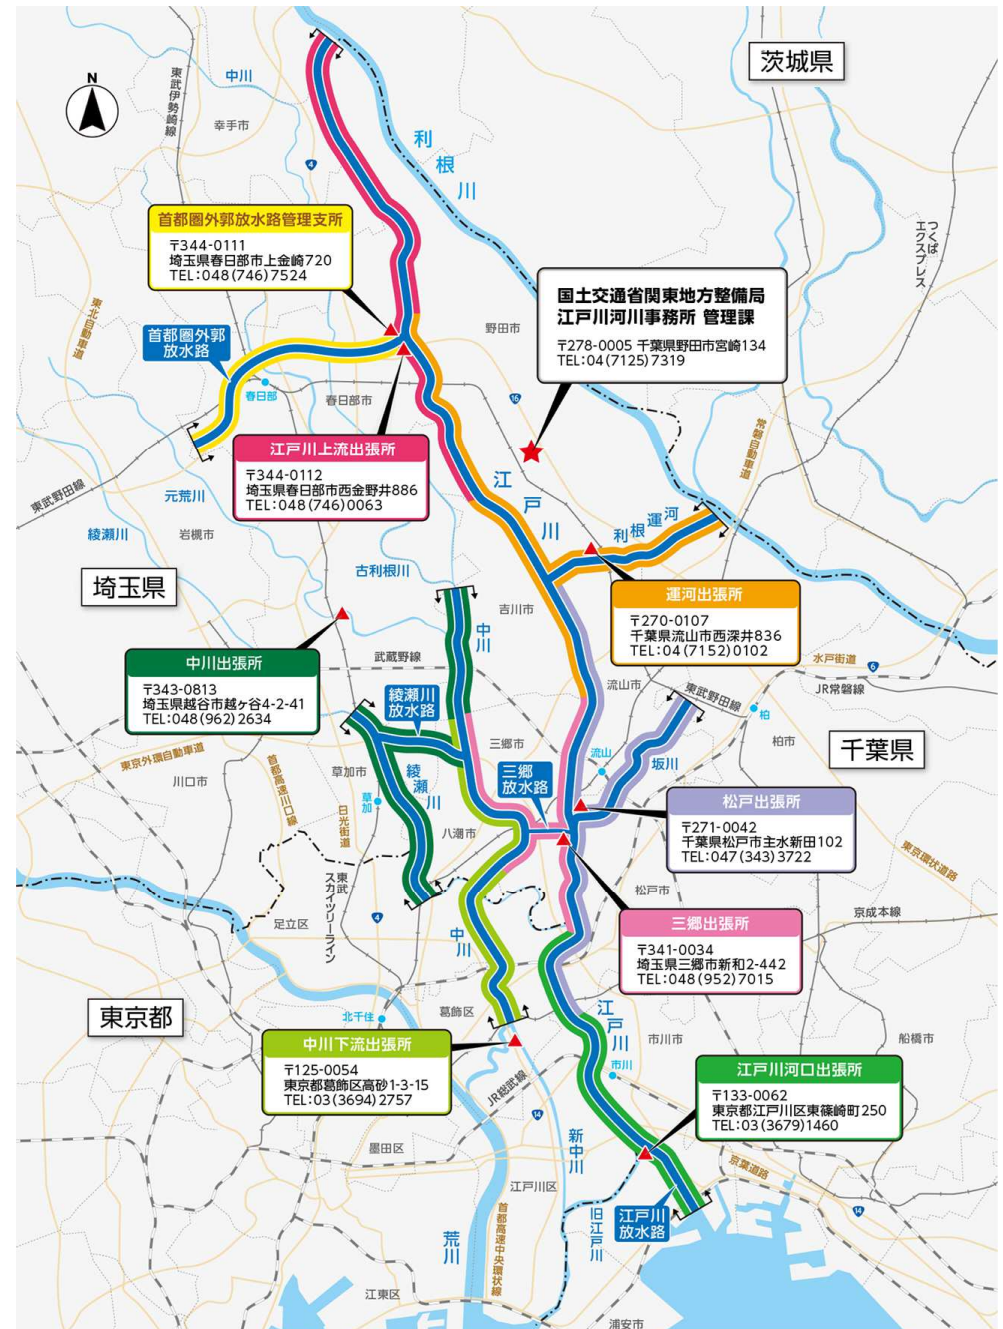 茨城県
N
東武伊勢崎線
中川
幸手市
4
利根川
つくば
エクスプレス
首都圏外郭放水路管理支所
〒344-0111
埼玉県春日部市上金崎720
TEL:048(746)7524
国土交通省関東地方整備局
江戸川河川事務所 管理課
〒278-0005 千葉県野田市宮崎134
TEL:04(7125)7319
東北自動車道
首都圏外郭
放水路
野田市
春日部
春日部市
16
常磐自動車道
江戸川上流出張所
〒344-0112
埼玉県春日部市西金野井886
TEL:048(746)0063
東武野田線
元荒川
綾瀬川
岩槻市
江戸川
利根運河
古利根川
埼玉県
吉川市
運河出張所
〒270-0107
千葉県流山市西深井836
TEL:04(7152)0102
中川
武蔵野線
中川出張所
〒343-0813
埼玉県越谷市越ヶ谷4-2-41
TEL:048(962)2634
水戸街道
6
JR常磐線
流山市
東武野田線
柏
柏市
綾瀬川
放水路
千葉県
東京外環自動車道
川口市
首都高速川口線
草加市
草加
日光街道
綾瀬川
三郷市
三郷
放水路
流山
坂川
八潮市
松戸出張所
〒271-0042
千葉県松戸市主水新田102
TEL:047(343)3722
東京環状道路
東武
スカイツリーライン
足立区
4
松戸市
京成本線
三郷出張所
〒341-0034
埼玉県三郷市新和2-442
TEL:048(952)7015
中川
東京都
北千住
葛飾区
江戸川
市川市
船橋市
中川下流出張所
〒125-0054
東京都葛飾区高砂1-3-15
TEL:03(3694)2757
市川
江戸川河口出張所
〒133-0062
東京都江戸川区東篠崎町250
TEL:03(3679)1460
JR総武線
14
新中川
墨田区
江戸川区
京葉道路
14
旧江戸川
江戸川
放水路
荒川
首都高速中央環状線
江東区
浦安市